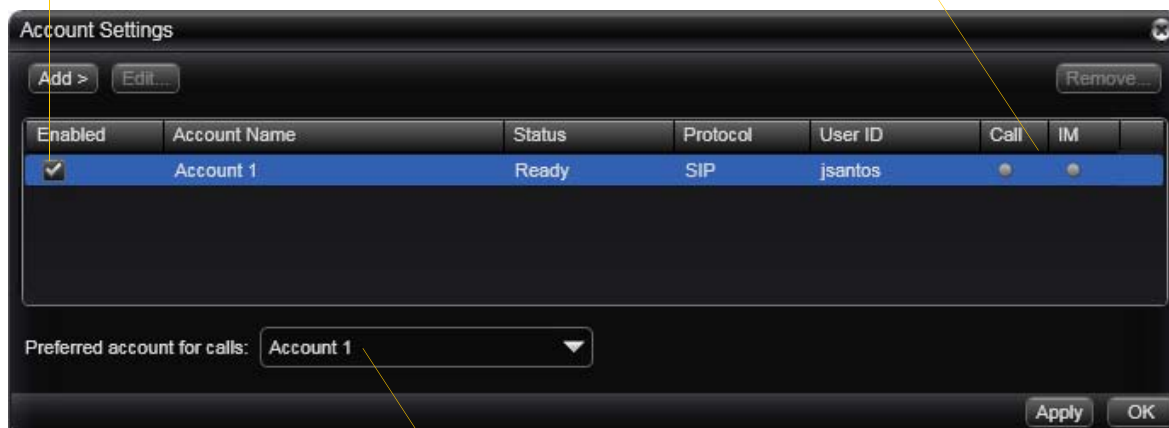 Account Settings
Add > Edit... Remove...
Enabled Account Name Status Protocol User ID Call IM
Account 1 Ready SIP jsantos
Preferred account for calls: Account 1
Apply OK